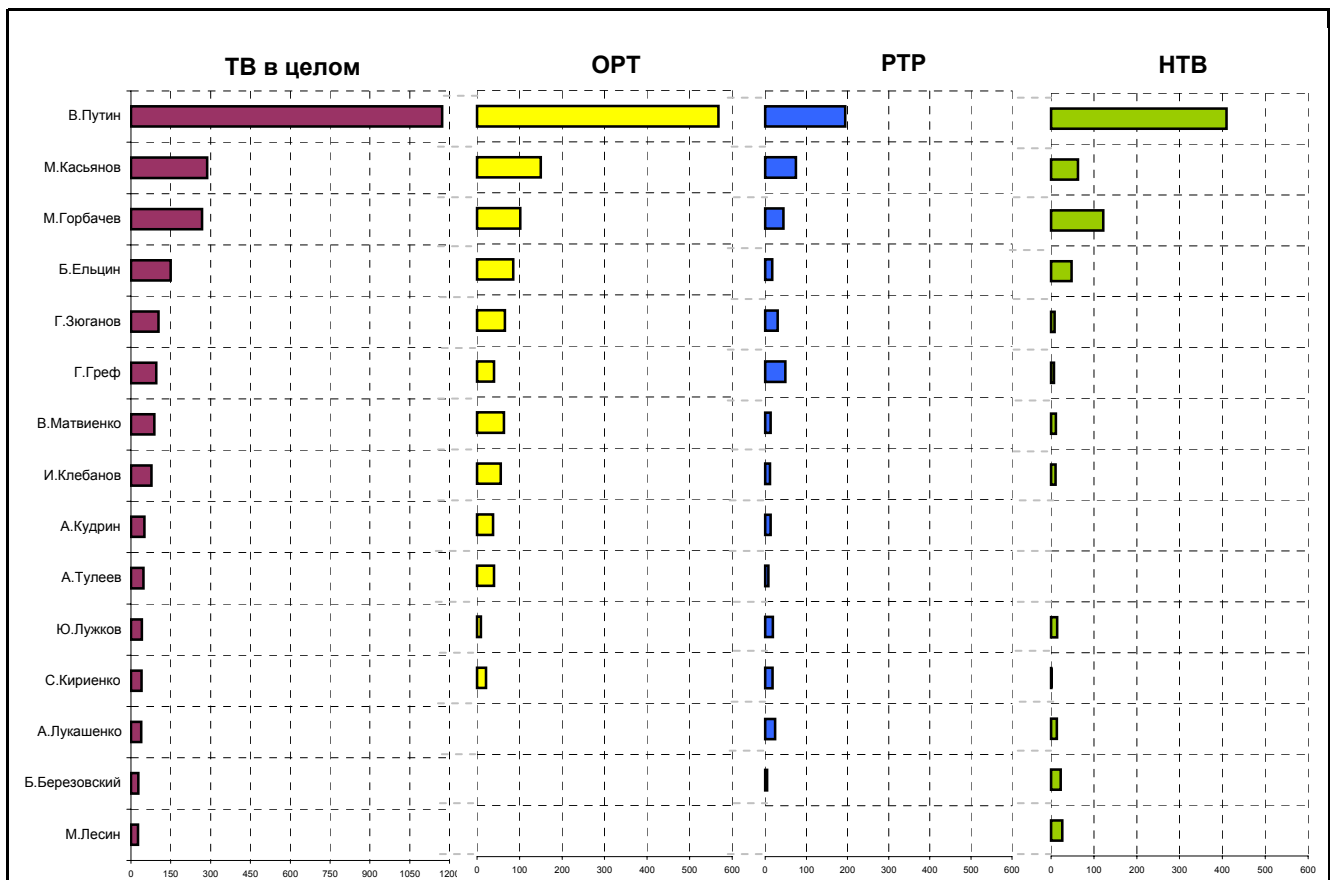 ТВ в целом ОРТ РТР НТВ
В.Путин
М.Касьянов
М.Горбачев
Б.Ельцин
Г.Зюганов
Г.Греф
В.Матвиенко
И.Клебанов
А.Кудрин
А.Тулеев
Ю.Лужков
С.Кириенко
А.Лукашенко
Б.Березовский
М.Лесин
0 150 300 450 600 750 900 1050 1200 0 100 200 300 400 500 600 0 100 200 300 400 500 600 0 100 200 300 400 500 600